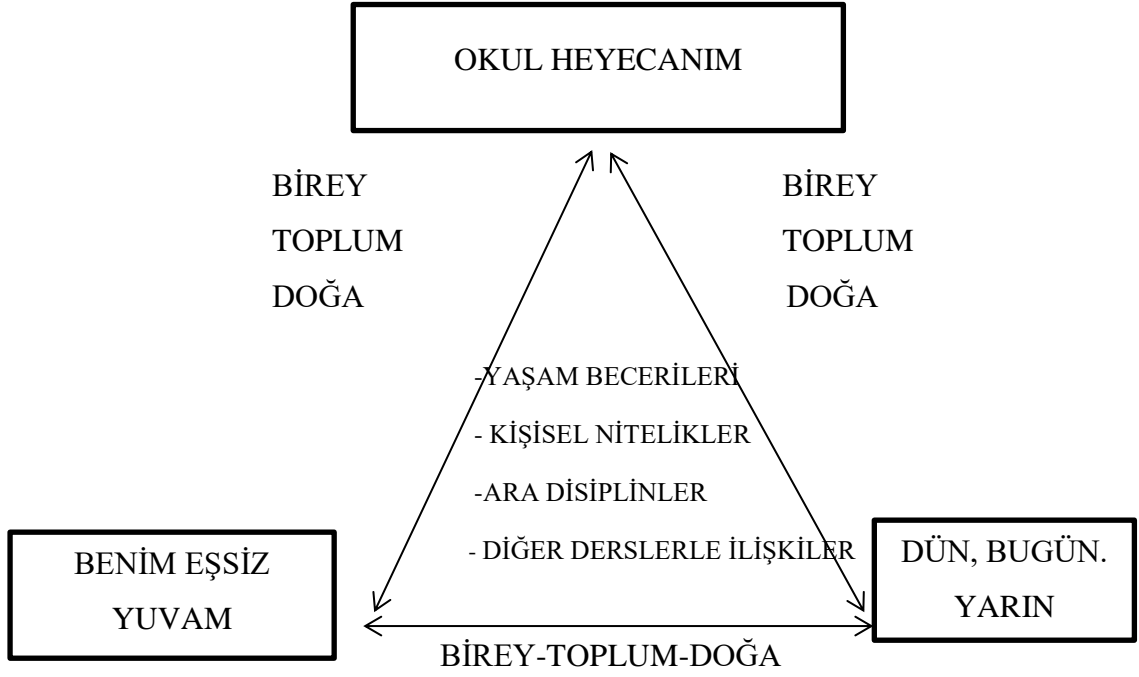 OKUL HEYECANIM
BİREY
TOPLUM
DOĞA
BİREY
TOPLUM
DOĞA
-YAŞAM BECERİLERİ
- KİŞİSEL NİTELİKLER
-ARA DİSİPLİNLER
- DİĞER DERSLERLE İLİŞKİLER
BENİM EŞSİZ
YUVAM
DÜN, BUGÜN.
YARIN
BİREY-TOPLUM-DOĞA